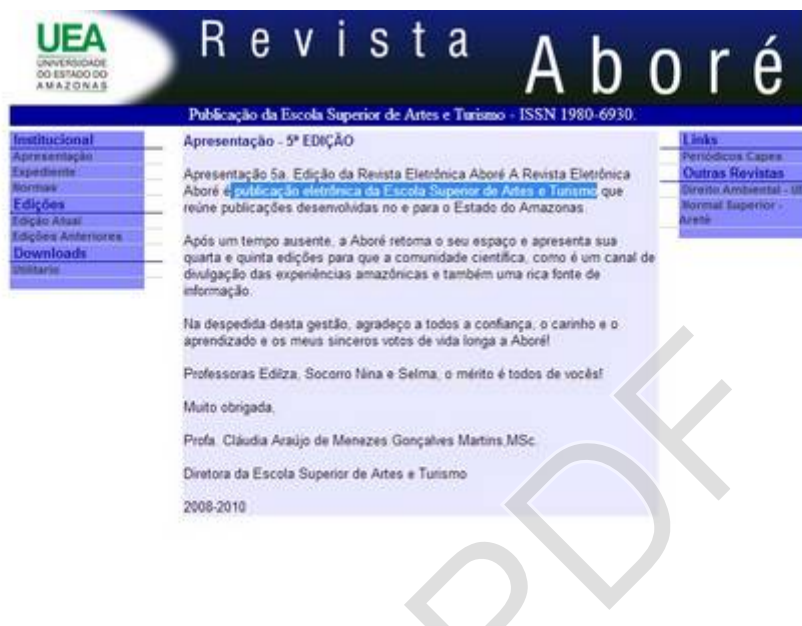 UEA
UNIVERSIDADE
DO ESTADO DO
AMAZONAS
Revista
Aboré
Publicação da Escola Superior de Artes e Turismo - ISSN 1980-6930.
Institucional
Apresentação
Expediente
Normas
Edições
Edição Atual
Edições Anteriores
Downloads
Utilitario
Apresentação - 5ª EDIÇÃO
Apresentação 5a. Edição da Revista Eletrônica Aboré A Revista Eletrônica
Aboré é publicação eletrônica da Escola Superior de Artes e Turismo que
reúne publicações desenvolvidas no e para o Estado do Amazonas.
Após um tempo ausente, a Aboré retoma o seu espaço e apresenta sua
quarta e quinta edições para que a comunidade científica, como é um canal de
divulgação das experiências amazônicas e também uma rica fonte de
informação.
Na despedida desta gestão, agradeço a todos a confiança, o carinho e o
aprendizado e os meus sinceros votos de vida longa a Aboré!
Professoras Edilza, Socorro Nina e Selma, o mérito é todos de vocês!
Muito obrigada,
Profa. Cláudia Araújo de Menezes Gonçalves Martins,MSc.
Diretora da Escola Superior de Artes e Turismo
2008-2010
Links
Periódicos Capes
Outras Revistas
Direito Ambiental - UE
Normal Superior -
Aretè
PDF